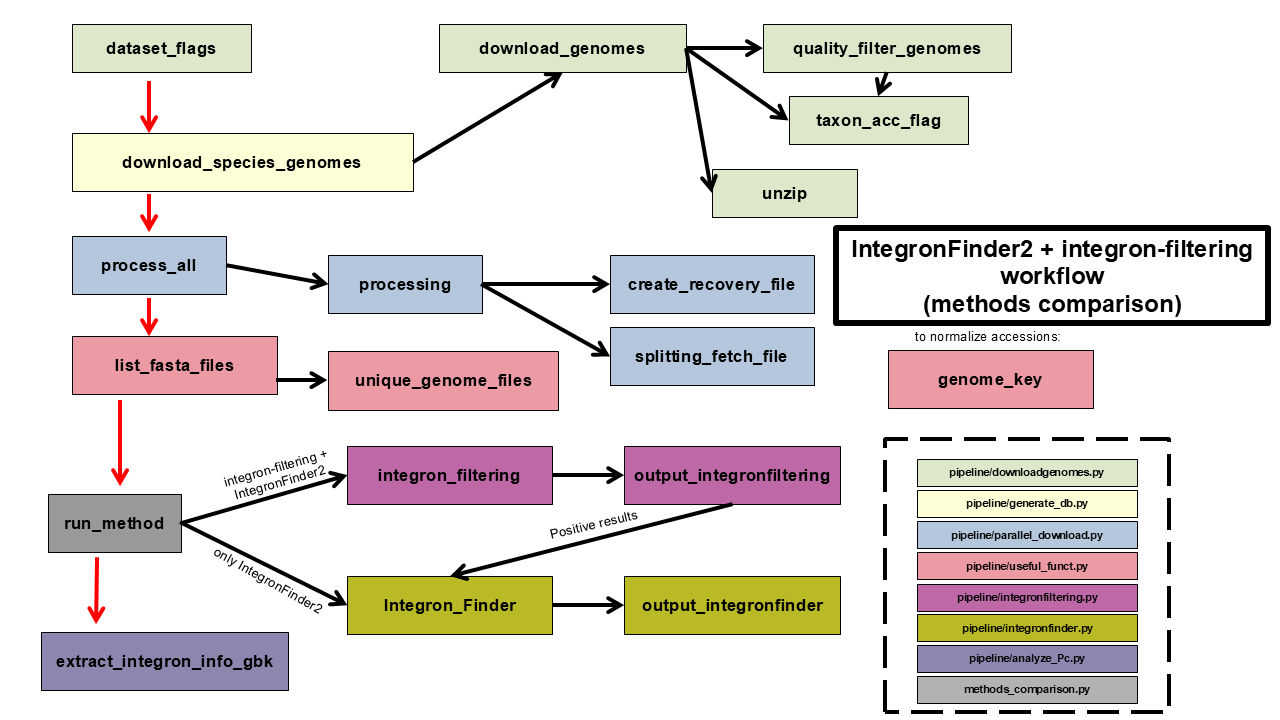 dataset_flags
download_genomes
quality_filter_genomes
taxon_acc_flag
download_species_genomes
unzip
IntegronFinder2 + integron-filtering
workflow
(methods comparison)
process_all
processing
create_recovery_file
splitting_fetch_file
to normalize accessions:
genome_key
list_fasta_files
unique_genome_files
integron-filtering +
IntegronFinder2
integron_filtering
output_integronfiltering
run_method
Positive results
only IntegronFinder2
Integron_Finder
output_integronfinder
extract_integron_info_gbk
pipeline/downloadgenomes.py
pipeline/generate_db.py
pipeline/parallel_download.py
pipeline/useful_funct.py
pipeline/integronfiltering.py
pipeline/integronfinder.py
pipeline/analyze_Pc.py
methods_comparison.py